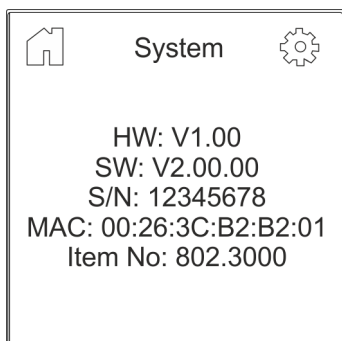 System
HW: V1.00
SW: V2.00.00
S/N: 12345678
MAC: 00:26:3C:B2:B2:01
Item No: 802.3000